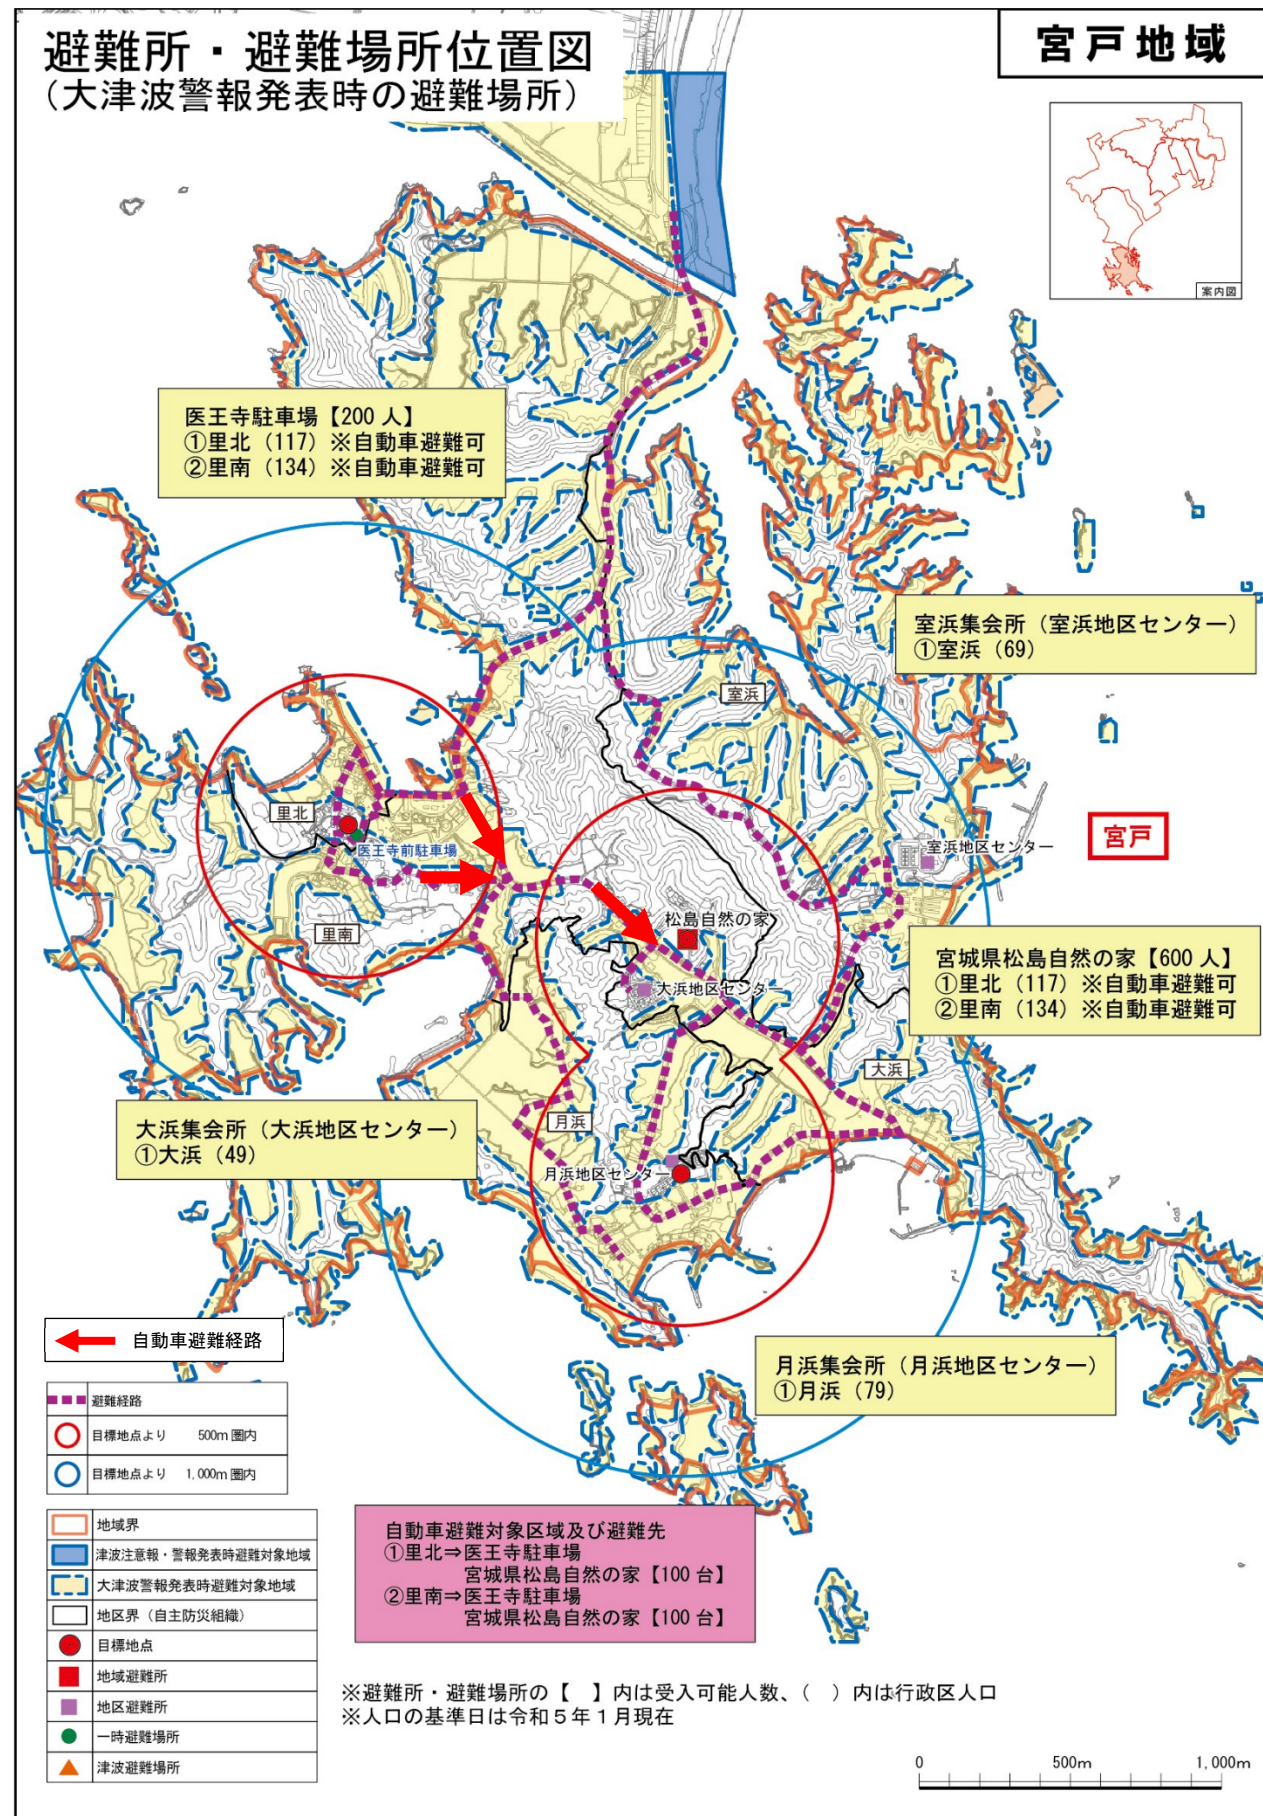 避難所・避難場所位置図
（大津波警報発表時の避難場所）
宮戸地域
案内図
医王寺駐車場【200人】
①里北（117）※自動車避難可
②里南（134）※自動車避難可
室浜集会所（室浜地区センター）
①室浜（69）
室浜
里北
医王寺前駐車場
室浜地区センター
宮戸
松島自然の家
里南
宮城県松島自然の家【600人】
①里北（117）※自動車避難可
②里南（134）※自動車避難可
大浜地区センター
大浜
大浜集会所（大浜地区センター）
①大浜（49）
月浜
月浜地区センター
自動車避難経路
月浜集会所（月浜地区センター）
①月浜（79）
避難経路
目標地点より　500m圏内
目標地点より　1,000m圏内
地域界
津波注意報・警報発表時避難対象地域
大津波警報発表時避難対象地域
地区界（自主防災組織）
目標地点
地域避難所
地区避難所
一時避難場所
津波避難場所
自動車避難対象区域及び避難先
①里北⇒医王寺駐車場
宮城県松島自然の家【100台】
②里南⇒医王寺駐車場
宮城県松島自然の家【100台】
※避難所・避難場所の【　】内は受入可能人数、（　）内は行政区人口
※人口の基準日は令和５年１月現在
0 500m 1,000m